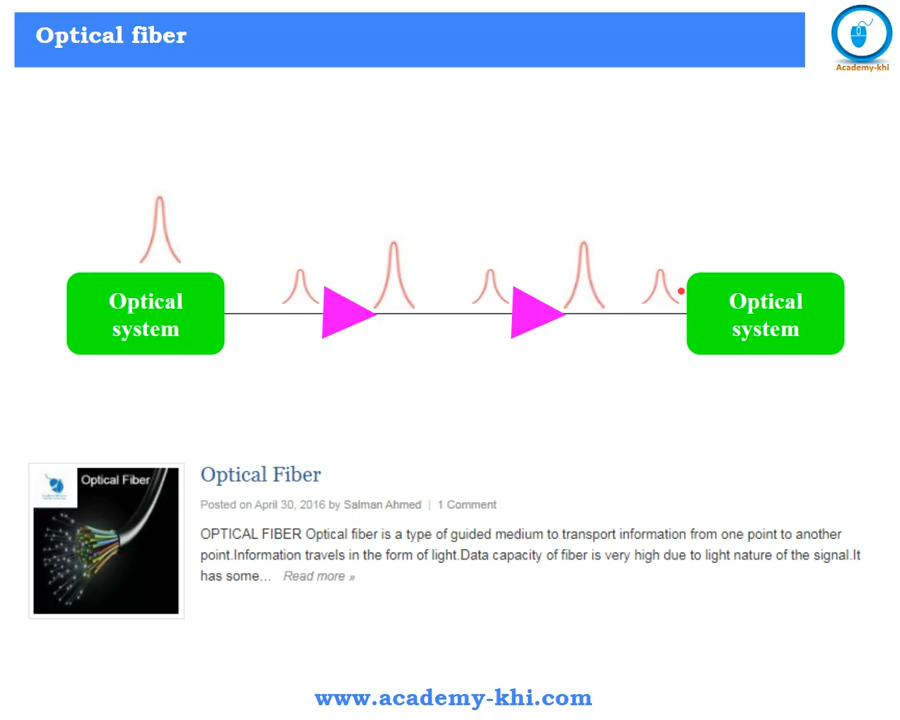 Optical fiber
Academy-khi
Optical
system
Optical
system
Optical Fiber
Optical Fiber
Posted on April 30, 2016 by Salman Ahmed | 1 Comment
OPTICAL FIBER Optical fiber is a type of guided medium to transport information from one point to another
point.Information travels in the form of light.Data capacity of fiber is very high due to light nature of the signal.It
has some... Read more »
www.academy-khi.com